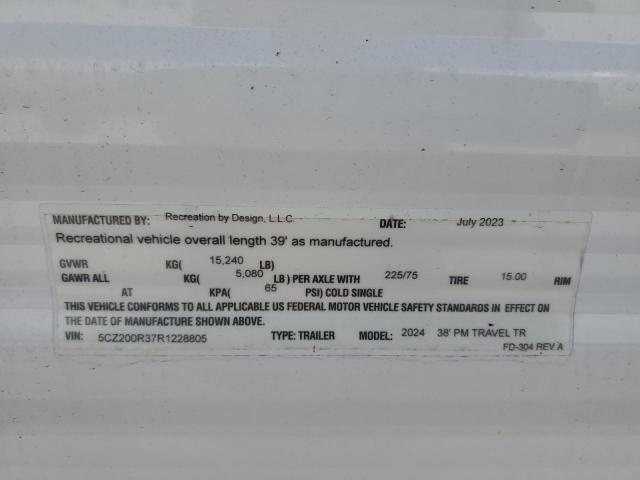 MANUFACTURED BY: Recreation by Design, L.L.C. DATE: July 2023
Recreational vehicle overall length 39' as manufactured.
GVWR KG( 15,240 LB)
GAWR ALL KG( 5,080 LB) PER AXLE WITH 225/75 TIRE 15.00 RIM
AT KPA( 65 PSI) COLD SINGLE
THIS VEHICLE CONFORMS TO ALL APPLICABLE US FEDERAL MOTOR VEHICLE SAFETY STANDARDS IN EFFECT ON
THE DATE OF MANUFACTURE SHOWN ABOVE.
VIN: 5CZ200R37R1228805 TYPE: TRAILER MODEL: 2024 38' PM TRAVEL TR
FD-304 REV A